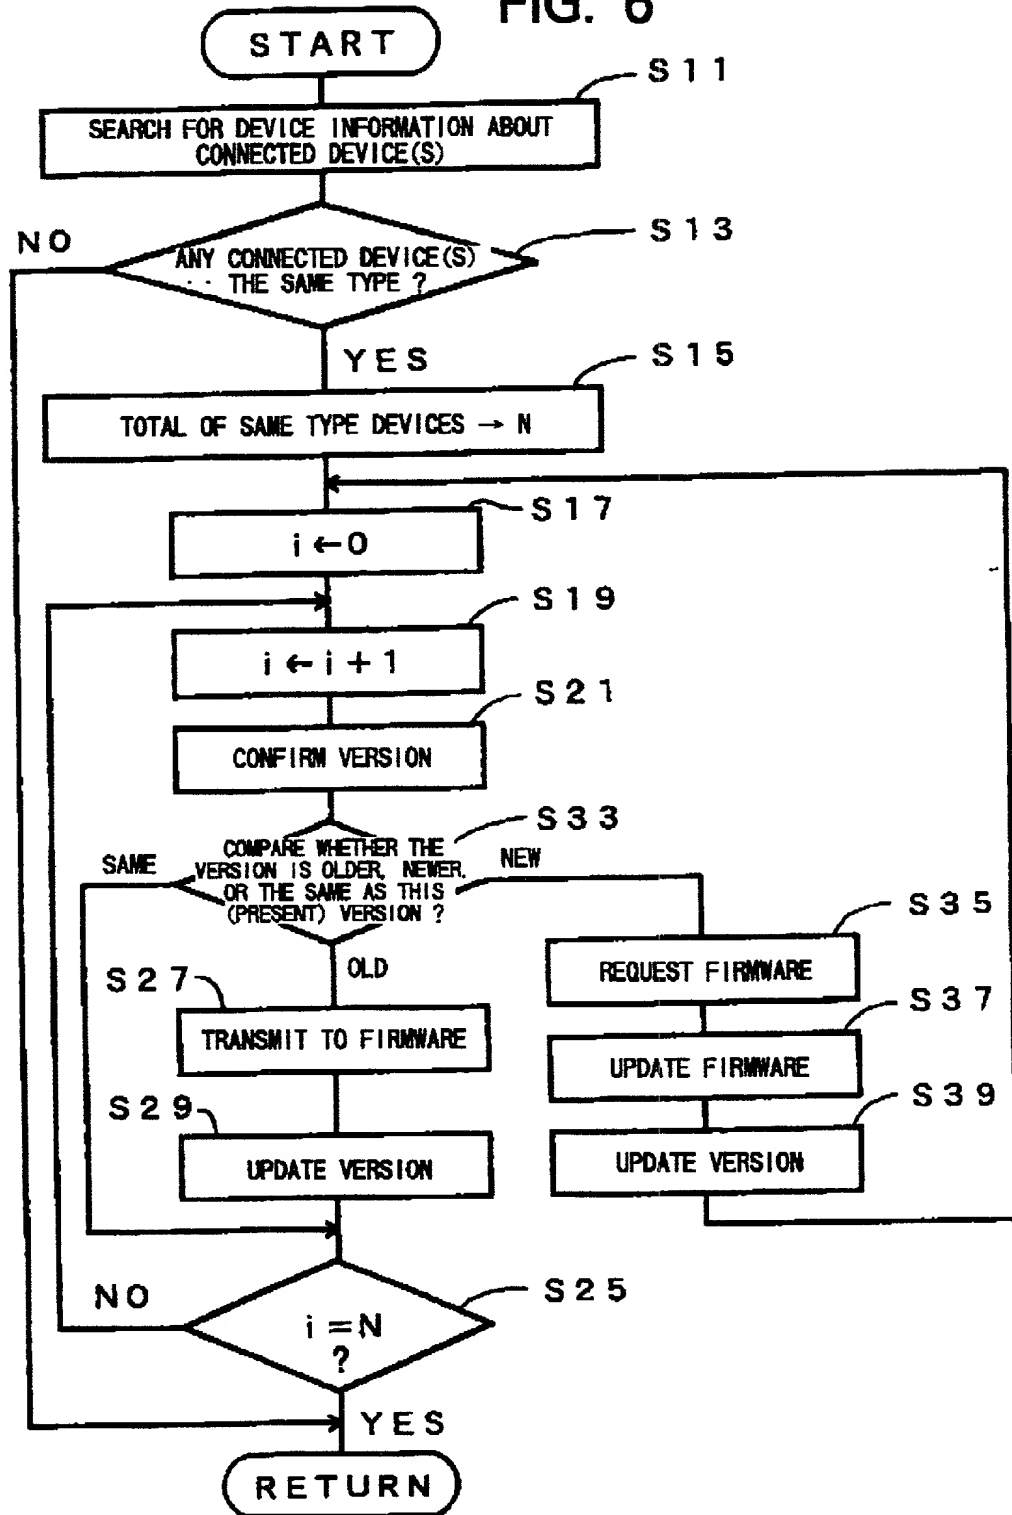 FIG. 6
START
S11
SEARCH FOR DEVICE INFORMATION ABOUT
CONNECTED DEVICE(S)
NO
S13
ANY CONNECTED DEVICE(S)
THE SAME TYPE ?
YES
S15
TOTAL OF SAME TYPE DEVICES → N
S17
i ← 0
S19
i ← i + 1
S21
CONFIRM VERSION
S33
COMPARE WHETHER THE
VERSION IS OLDER, NEWER,
OR THE SAME AS THIS
(PRESENT) VERSION ?
SAME
NEW
OLD
S35
REQUEST FIRMWARE
S27
TRANSMIT TO FIRMWARE
S37
UPDATE FIRMWARE
S29
UPDATE VERSION
S39
UPDATE VERSION
S25
NO
i = N
?
YES
RETURN